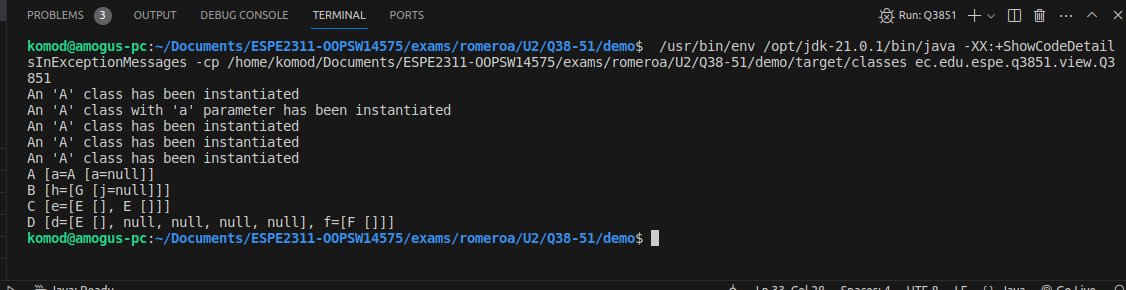 PROBLEMS 3 OUTPUT DEBUG CONSOLE TERMINAL PORTS Run: Q3851
komod@amogus-pc:~/Documents/ESPE2311-OOPSW14575/exams/romeroa/U2/Q38-51/demo$  /usr/bin/env /opt/jdk-21.0.1/bin/java -XX:+ShowCodeDetail
sInExceptionMessages -cp /home/komod/Documents/ESPE2311-OOPSW14575/exams/romeroa/U2/Q38-51/demo/target/classes ec.edu.espe.q3851.view.Q3
851
An 'A' class has been instantiated
An 'A' class with 'a' parameter has been instantiated
An 'A' class has been instantiated
An 'A' class has been instantiated
An 'A' class has been instantiated
A [a=A [a=null]]
B [h=[G [j=null]]]
C [e=[E [], E []]]
D [d=[E [], null, null, null, null], f=[F []]]
komod@amogus-pc:~/Documents/ESPE2311-OOPSW14575/exams/romeroa/U2/Q38-51/demo$
Java: Ready Ln 33, Col 28 Spaces: 4 UTF-8 LF {} Java Go Live